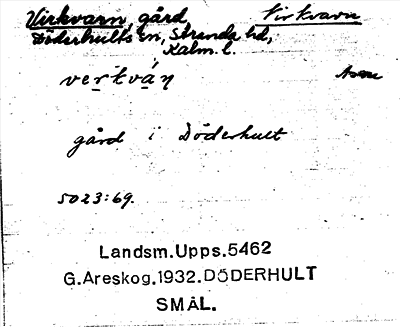 Virkvarn, gård, Virkvarn
Döderhults sn, Stranda hd,
Kalm. l.
verkván
gård i Döderhult
5023:69.
Landsm.Upps.5462
G.Areskog.1932.DÖDERHULT
SMÅL.